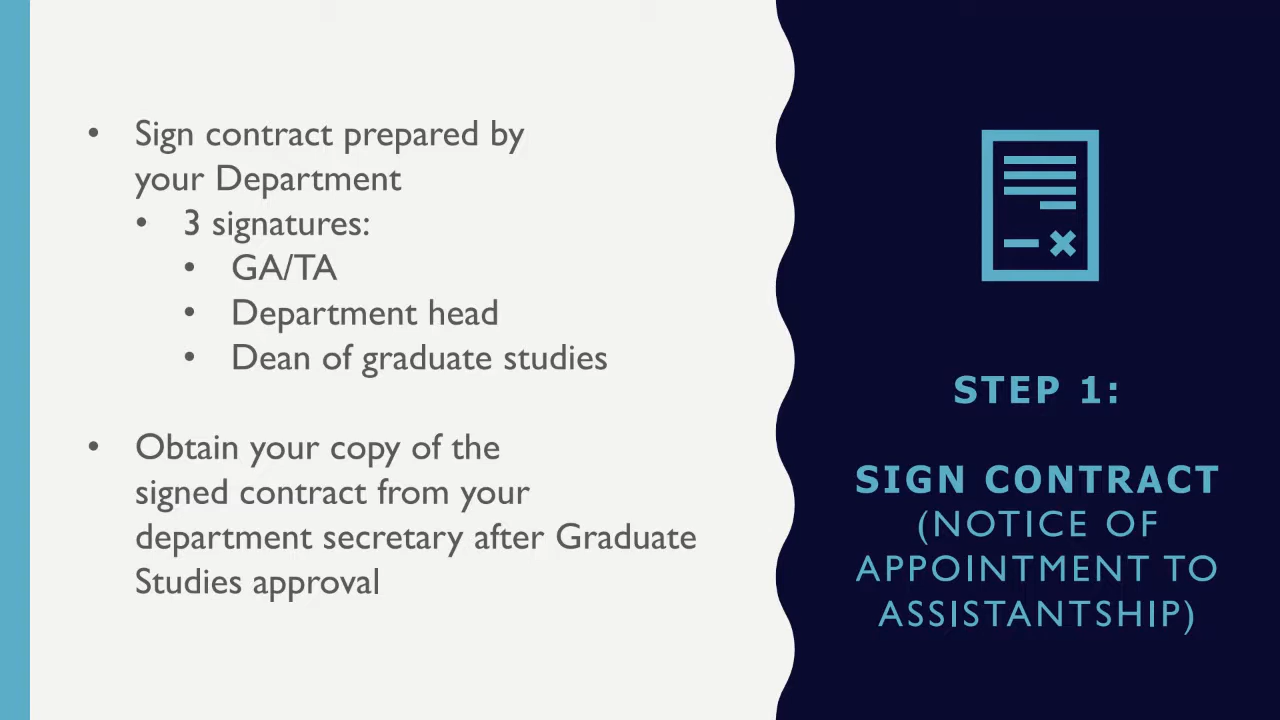 • Sign contract prepared by
your Department
• 3 signatures:
• GA/TA
• Department head
• Dean of graduate studies
• Obtain your copy of the
signed contract from your
department secretary after Graduate
Studies approval
STEP 1:
SIGN CONTRACT
(NOTICE OF
APPOINTMENT TO
ASSISTANTSHIP)